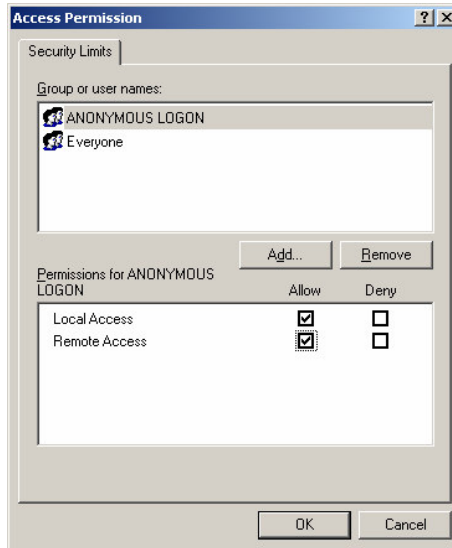 Access Permission
Security Limits
Group or user names:
ANONYMOUS LOGON
Everyone
Add... Remove
Permissions for ANONYMOUS
LOGON Allow Deny
Local Access
Remote Access
OK Cancel